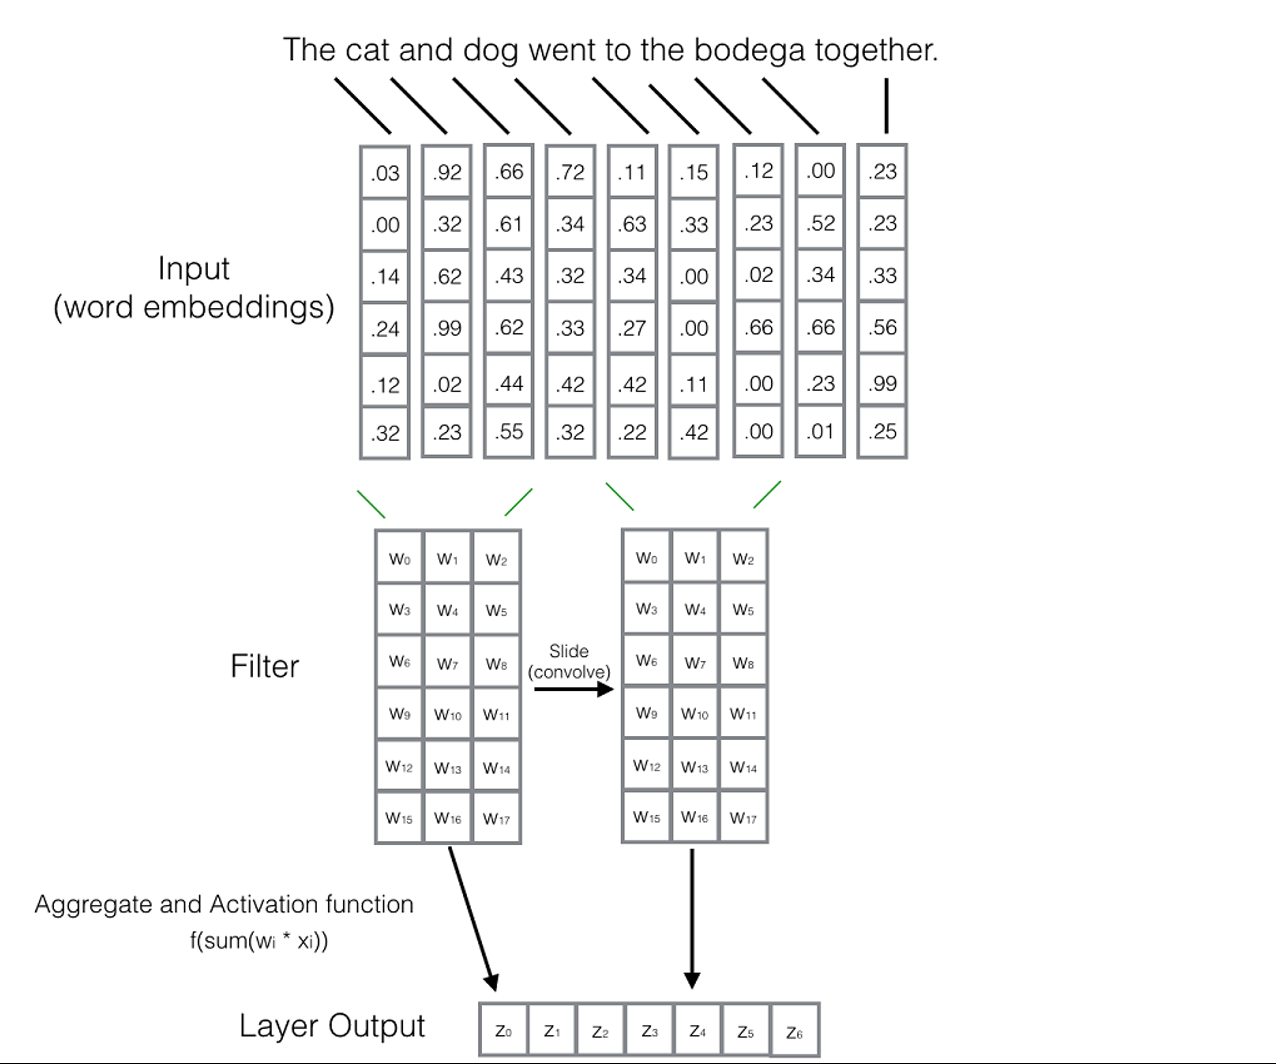 The cat and dog went to the bodega together.
.03 .92 .66 .72 .11 .15 .12 .00 .23
.00 .32 .61 .34 .63 .33 .23 .52 .23
Input
(word embeddings)
.14 .62 .43 .32 .34 .00 .02 .34 .33
.24 .99 .62 .33 .27 .00 .66 .66 .56
.12 .02 .44 .42 .42 .11 .00 .23 .99
.32 .23 .55 .32 .22 .42 .00 .01 .25
W₀ W₁ W₂ W₀ W₁ W₂
W₃ W₄ W₅ W₃ W₄ W₅
Filter
W₆ W₇ W₈ W₆ W₇ W₈
Slide
(convolve)
W₉ W₁₀ W₁₁ W₉ W₁₀ W₁₁
W₁₂ W₁₃ W₁₄ W₁₂ W₁₃ W₁₄
W₁₅ W₁₆ W₁₇ W₁₅ W₁₆ W₁₇
Aggregate and Activation function
f(sum(wᵢ * xᵢ))
Layer Output
Z₀ Z₁ Z₂ Z₃ Z₄ Z₅ Z₆